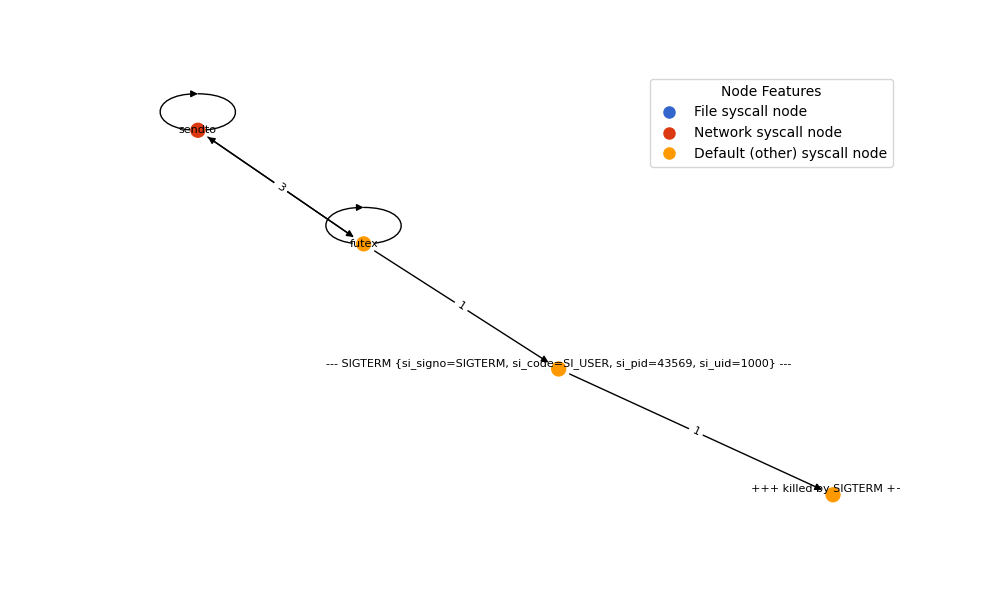 Node Features
File syscall node
Network syscall node
Default (other) syscall node
sendto
3
futex
1
--- SIGTERM {si_signo=SIGTERM, si_code=SI_USER, si_pid=43569, si_uid=1000} ---
1
+++ killed by SIGTERM +-